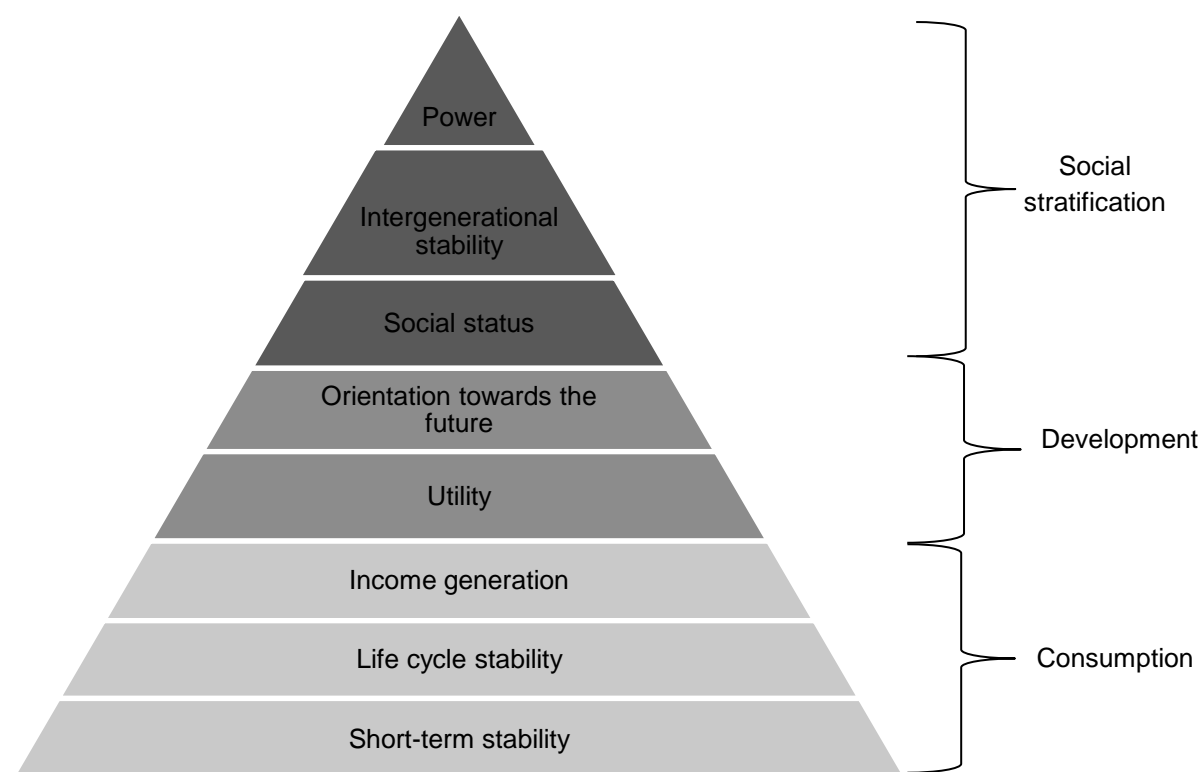 Power
Intergenerational
stability
Social status
Orientation towards the
future
Utility
Income generation
Life cycle stability
Short-term stability
Social
stratification
Development
Consumption